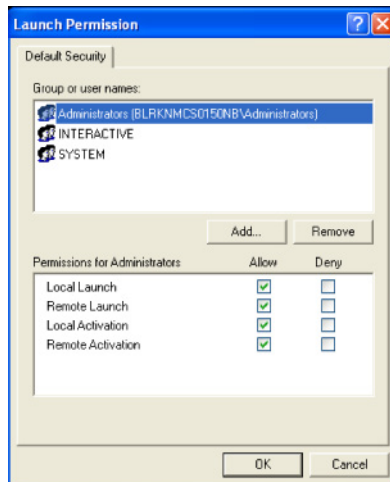 Launch Permission
Default Security
Group or user names:
Administrators (BLRKNMCS0150NB\Administrators)
INTERACTIVE
SYSTEM
Add... Remove
Permissions for Administrators Allow Deny
Local Launch
Remote Launch
Local Activation
Remote Activation
OK Cancel